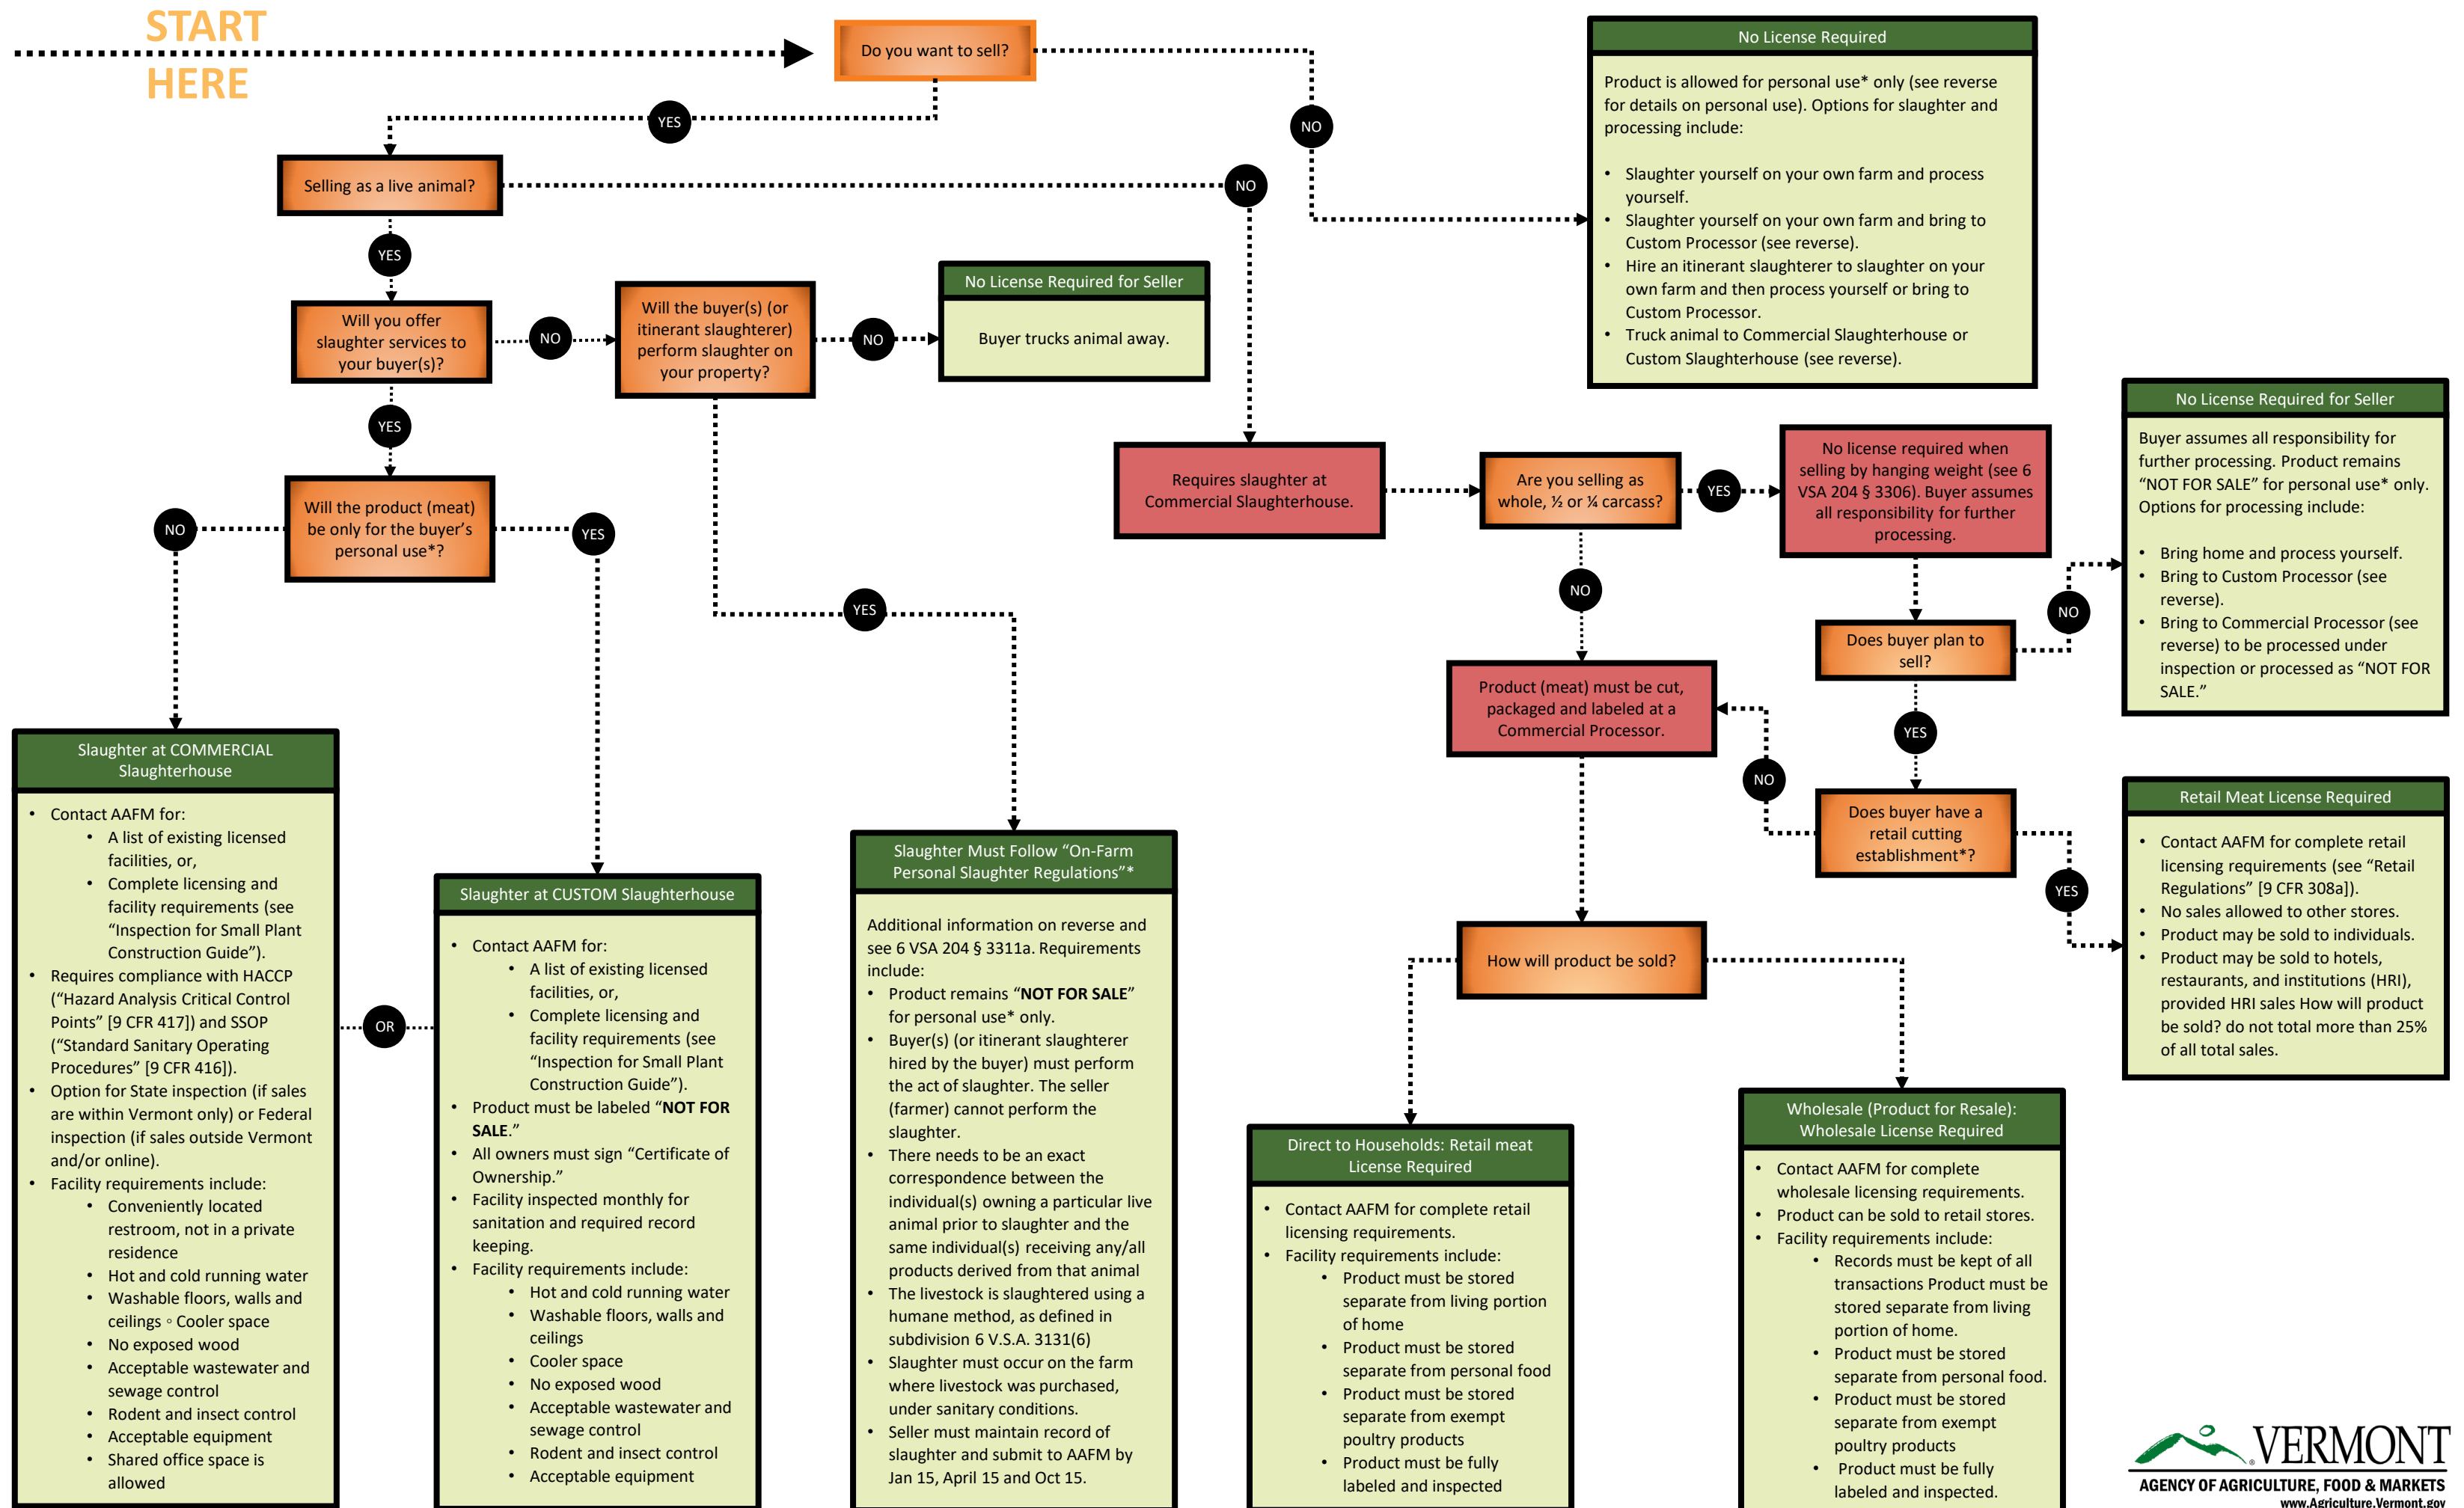 START
HERE
Do you want to sell?
YES
NO
No License Required
Product is allowed for personal use* only (see reverse
for details on personal use). Options for slaughter and
processing include:
• Slaughter yourself on your own farm and process
yourself.
• Slaughter yourself on your own farm and bring to
Custom Processor (see reverse).
• Hire an itinerant slaughterer to slaughter on your
own farm and then process yourself or bring to
Custom Processor.
• Truck animal to Commercial Slaughterhouse or
Custom Slaughterhouse (see reverse).
Selling as a live animal?
NO
YES
Will you offer
slaughter services to
your buyer(s)?
NO
Will the buyer(s) (or
itinerant slaughterer)
perform slaughter on
your property?
NO
No License Required for Seller
Buyer trucks animal away.
YES
Will the product (meat)
be only for the buyer’s
personal use*?
NO
YES
YES
Requires slaughter at
Commercial Slaughterhouse.
Are you selling as
whole, ½ or ¼ carcass?
YES
No license required when
selling by hanging weight (see 6
VSA 204 § 3306). Buyer assumes
all responsibility for further
processing.
NO
Does buyer plan to
sell?
NO
No License Required for Seller
Buyer assumes all responsibility for
further processing. Product remains
“NOT FOR SALE” for personal use* only.
Options for processing include:
• Bring home and process yourself.
• Bring to Custom Processor (see
reverse).
• Bring to Commercial Processor (see
reverse) to be processed under
inspection or processed as “NOT FOR
SALE.”
Product (meat) must be cut,
packaged and labeled at a
Commercial Processor.
YES
NO
Does buyer have a
retail cutting
establishment*?
YES
Retail Meat License Required
• Contact AAFM for complete retail
licensing requirements (see “Retail
Regulations” [9 CFR 308a]).
• No sales allowed to other stores.
• Product may be sold to individuals.
• Product may be sold to hotels,
restaurants, and institutions (HRI),
provided HRI sales How will product
be sold? do not total more than 25%
of all total sales.
How will product be sold?
Slaughter at COMMERCIAL
Slaughterhouse
• Contact AAFM for:
• A list of existing licensed
facilities, or,
• Complete licensing and
facility requirements (see
“Inspection for Small Plant
Construction Guide”).
• Requires compliance with HACCP
(“Hazard Analysis Critical Control
Points” [9 CFR 417]) and SSOP
(“Standard Sanitary Operating
Procedures” [9 CFR 416]).
• Option for State inspection (if sales
are within Vermont only) or Federal
inspection (if sales outside Vermont
and/or online).
• Facility requirements include:
• Conveniently located
restroom, not in a private
residence
• Hot and cold running water
• Washable floors, walls and
ceilings ◦ Cooler space
• No exposed wood
• Acceptable wastewater and
sewage control
• Rodent and insect control
• Acceptable equipment
• Shared office space is
allowed
OR
Slaughter at CUSTOM Slaughterhouse
• Contact AAFM for:
• A list of existing licensed
facilities, or,
• Complete licensing and
facility requirements (see
“Inspection for Small Plant
Construction Guide”).
• Product must be labeled “NOT FOR
SALE.”
• All owners must sign “Certificate of
Ownership.”
• Facility inspected monthly for
sanitation and required record
keeping.
• Facility requirements include:
• Hot and cold running water
• Washable floors, walls and
ceilings
• Cooler space
• No exposed wood
• Acceptable wastewater and
sewage control
• Rodent and insect control
• Acceptable equipment
Slaughter Must Follow “On-Farm
Personal Slaughter Regulations”*
Additional information on reverse and
see 6 VSA 204 § 3311a. Requirements
include:
• Product remains “NOT FOR SALE”
for personal use* only.
• Buyer(s) (or itinerant slaughterer
hired by the buyer) must perform
the act of slaughter. The seller
(farmer) cannot perform the
slaughter.
• There needs to be an exact
correspondence between the
individual(s) owning a particular live
animal prior to slaughter and the
same individual(s) receiving any/all
products derived from that animal
• The livestock is slaughtered using a
humane method, as defined in
subdivision 6 V.S.A. 3131(6)
• Slaughter must occur on the farm
where livestock was purchased,
under sanitary conditions.
• Seller must maintain record of
slaughter and submit to AAFM by
Jan 15, April 15 and Oct 15.
Direct to Households: Retail meat
License Required
• Contact AAFM for complete retail
licensing requirements.
• Facility requirements include:
• Product must be stored
separate from living portion
of home
• Product must be stored
separate from personal food
• Product must be stored
separate from exempt
poultry products
• Product must be fully
labeled and inspected
Wholesale (Product for Resale):
Wholesale License Required
• Contact AAFM for complete
wholesale licensing requirements.
• Product can be sold to retail stores.
• Facility requirements include:
• Records must be kept of all
transactions Product must be
stored separate from living
portion of home.
• Product must be stored
separate from personal food.
• Product must be stored
separate from exempt
poultry products
• Product must be fully
labeled and inspected.
VERMONT
AGENCY OF AGRICULTURE, FOOD & MARKETS
www.Agriculture.Vermont.gov